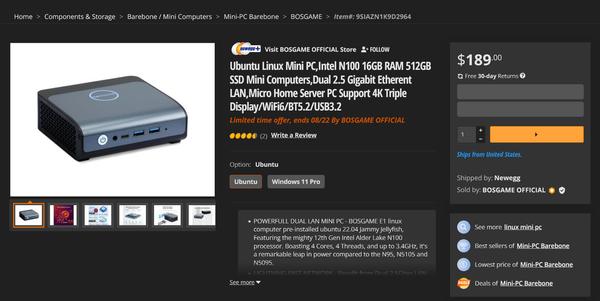 Home > Components & Storage > Barebone / Mini Computers > Mini-PC Barebone > BOSGAME > Item#: 9SIAZN1K9D2964
Visit BOSGAME OFFICIAL Store FOLLOW
Ubuntu Linux Mini PC,Intel N100 16GB RAM 512GB
SSD Mini Computers,Dual 2.5 Gigabit Etherent
LAN,Micro Home Server PC Support 4K Triple
Display/WiFi6/BT5.2/USB3.2
Limited time offer, ends 08/22 By BOSGAME OFFICIAL
(2) Write a Review
Option: Ubuntu
Ubuntu Windows 11 Pro
• POWERFULL DUAL LAN MINI PC - BOSGAME E1 linux
computer pre-installed ubuntu 22.04 Jammy Jellyfish,
Featuring the mighty 12th Gen Intel Alder Lake N100
processor. Boasting 4 Cores, 4 Threads, and up to 3.4GHz, it's
a remarkable leap in power compared to the N95, N5105 and
N5095.
See more
$189.00
Free 30-day Returns
1 + -
Ships from United States.
Shipped by: Newegg
Sold by: BOSGAME OFFICIAL
See more linux mini pc
Best sellers of Mini-PC Barebone
Lowest price of Mini-PC Barebone
Deals of Mini-PC Barebone